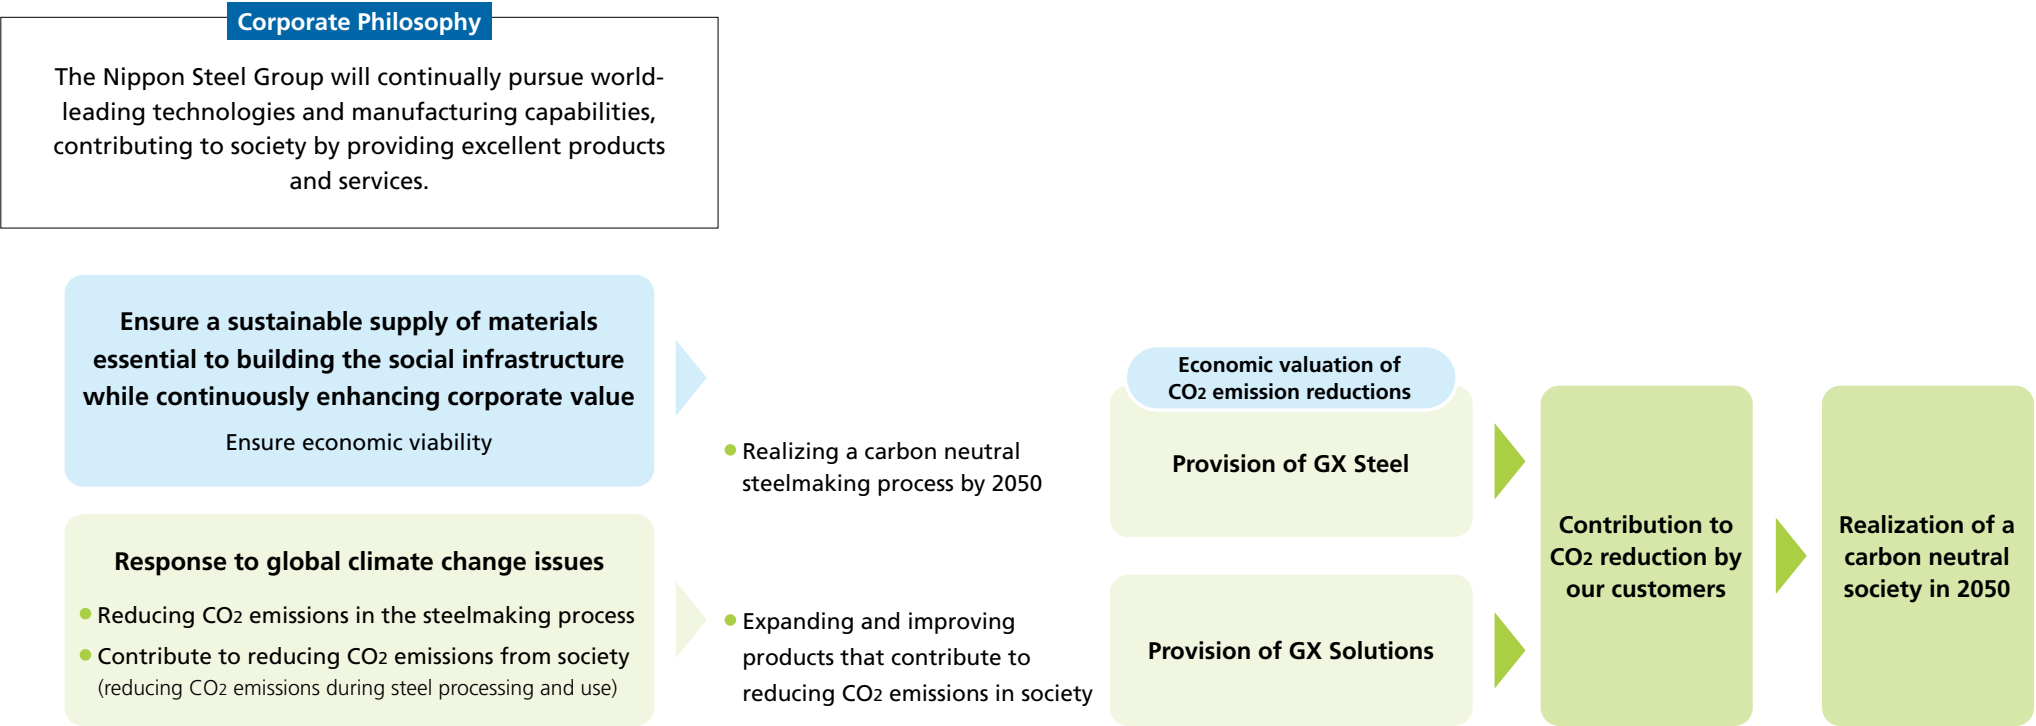 Corporate Philosophy
The Nippon Steel Group will continually pursue world-
leading technologies and manufacturing capabilities,
contributing to society by providing excellent products
and services.
Ensure a sustainable supply of materials
essential to building the social infrastructure
while continuously enhancing corporate value
Ensure economic viability
Response to global climate change issues
● Reducing CO2 emissions in the steelmaking process
● Contribute to reducing CO2 emissions from society
(reducing CO2 emissions during steel processing and use)
● Realizing a carbon neutral
steelmaking process by 2050
● Expanding and improving
products that contribute to
reducing CO2 emissions in society
Economic valuation of
CO2 emission reductions
Provision of GX Steel
Provision of GX Solutions
Contribution to
CO2 reduction by
our customers
Realization of a
carbon neutral
society in 2050